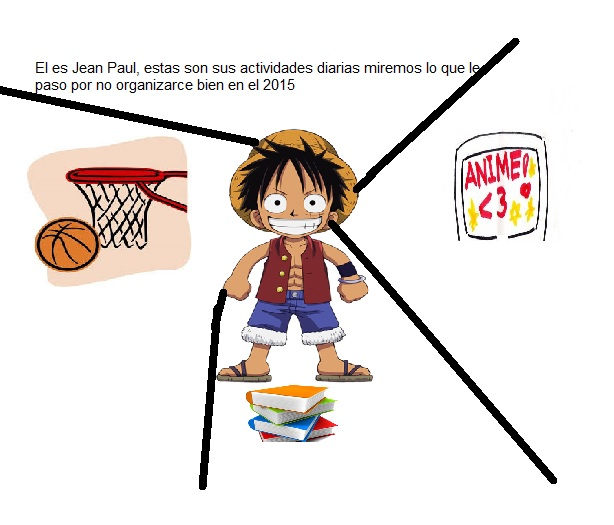 El es Jean Paul, estas son sus actividades diarias miremos lo que le
paso por no organizarce bien en el 2015
ANIME
<3